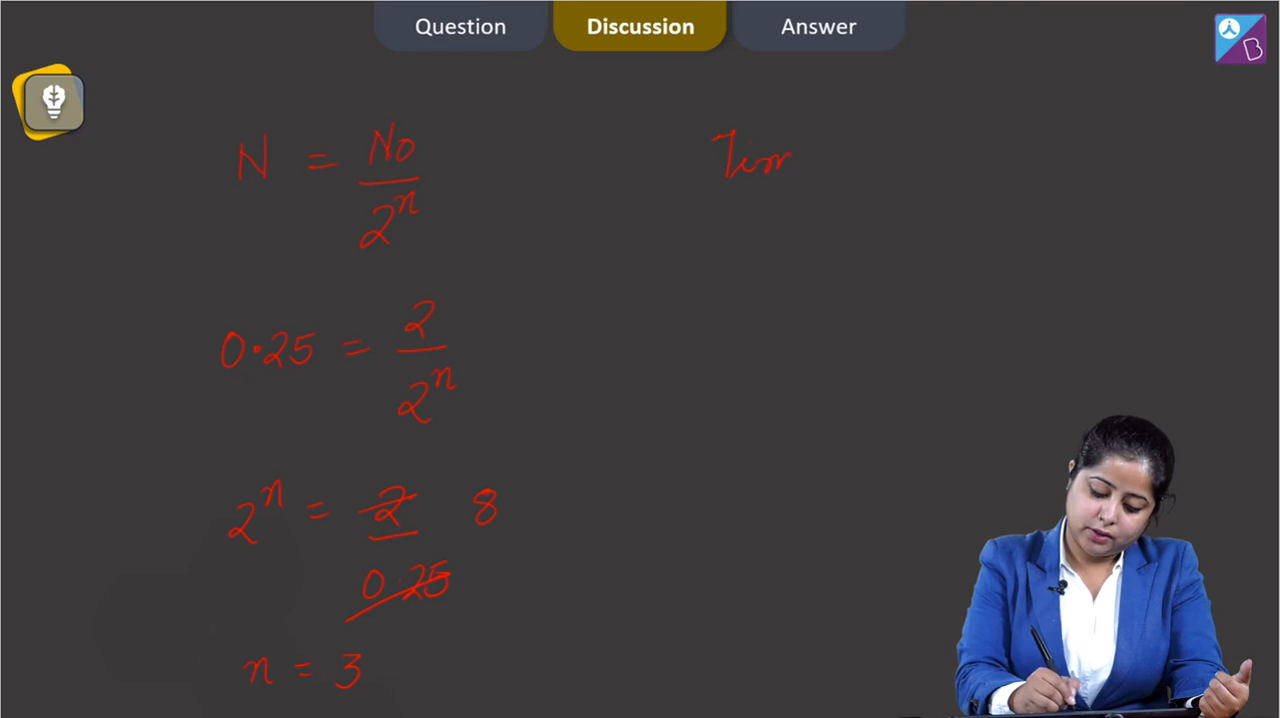 Question Discussion Answer
B
N = No / 2^n
Tim
0.25 = 2 / 2^n
2^n = 2 / 0.25 8
n = 3